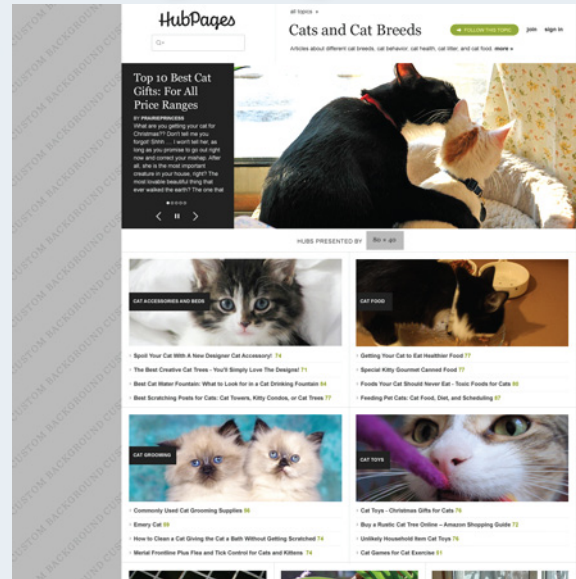 HubPages
all topics »
Cats and Cat Breeds
FOLLOW THIS TOPIC
join
sign in
Articles about different cat breeds, cat behavior, cat health, cat litter, and cat food. more »
Top 10 Best Cat
Gifts: For All
Price Ranges
BY PRAIRIEPRINCESS
What are you getting your cat for
Christmas?? Don't tell me you
forgot! Shhh … I won't tell her, as
long as you promise to go out right
now and correct your mishap. After
all, she is the most important
creature in your house, right? The
most lovable beautiful thing that
ever walked the earth? The one that
HUBS PRESENTED BY
80 × 40
CAT ACCESSORIES AND BEDS
Spoil Your Cat With A New Designer Cat Accessory! 74
The Best Creative Cat Trees - You'll Simply Love The Designs! 71
Best Cat Water Fountain: What to Look for in a Cat Drinking Fountain 64
Best Scratching Posts for Cats: Cat Towers, Kitty Condos, or Cat Trees 77
CAT FOOD
Getting Your Cat to Eat Healthier Food 77
Special Kitty Gourmet Canned Food 77
Foods Your Cat Should Never Eat - Toxic Foods for Cats 85
Feeding Pet Cats: Cat Food, Diet, and Scheduling 87
CAT GROOMING
Commonly Used Cat Grooming Supplies 56
Emery Cat 59
How to Clean a Cat Giving the Cat a Bath Without Getting Scratched 74
Merial Frontline Plus Flea and Tick Control for Cats and Kittens 74
CAT TOYS
Cat Toys - Christmas Gifts for Cats 76
Buy a Rustic Cat Tree Online – Amazon Shopping Guide 72
Unlikely Household Item Cat Toys 76
Cat Games for Cat Exercise 51
CUSTOM BACKGROUND